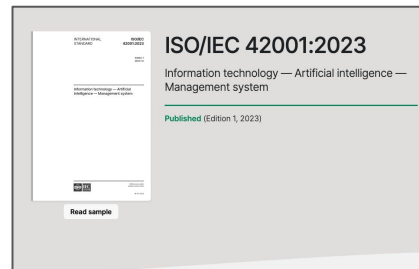 INTERNATIONAL STANDARD
ISO/IEC 42001:2023
Information technology — Artificial intelligence — Management system
ISO/IEC 42001:2023
Information technology — Artificial intelligence —
Management system
Published (Edition 1, 2023)
Read sample